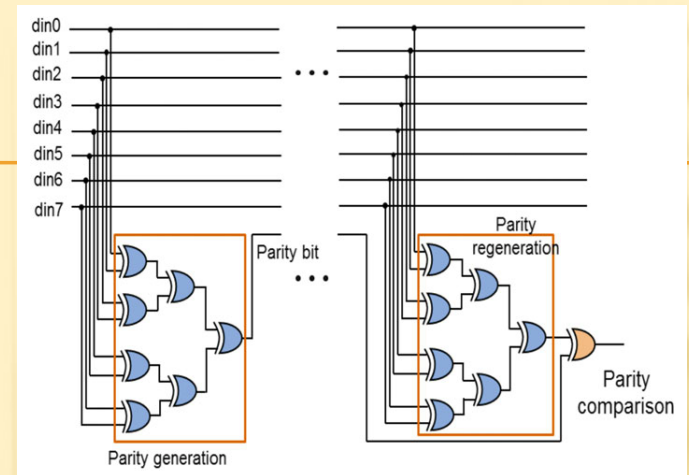 din0
din1
din2
din3
din4
din5
din6
din7
Parity bit
Parity
regeneration
Parity
comparison
Parity generation